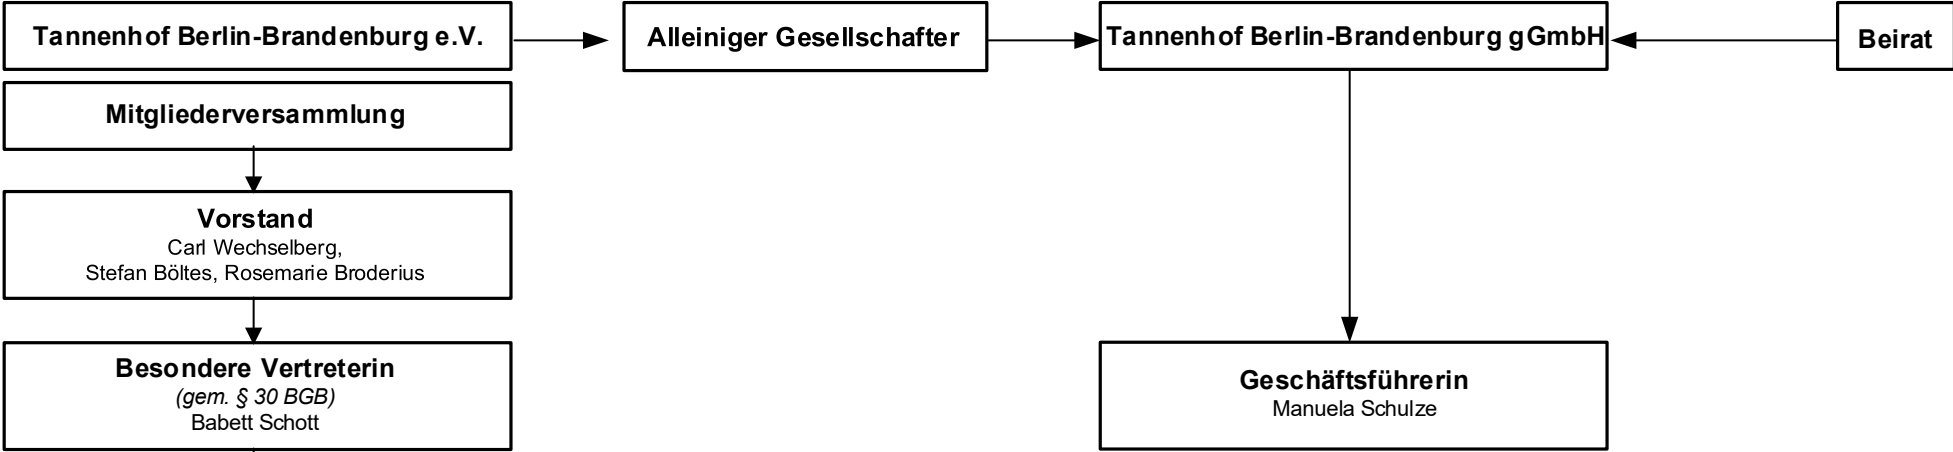 Tannenhof Berlin-Brandenburg e.V.
Alleiniger Gesellschafter
Tannenhof Berlin-Brandenburg gGmbH
Beirat
Mitgliederversammlung
Vorstand
Carl Wechselberg,
Stefan Böltes, Rosemarie Broderius
Besondere Vertreterin
(gem. § 30 BGB)
Babett Schott
Geschäftsführerin
Manuela Schulze